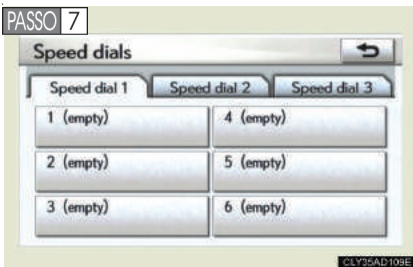 PASSO 7
Speed dials
Speed dial 1 Speed dial 2 Speed dial 3
1 (empty) 4 (empty)
2 (empty) 5 (empty)
3 (empty) 6 (empty)
CLY35AD109E